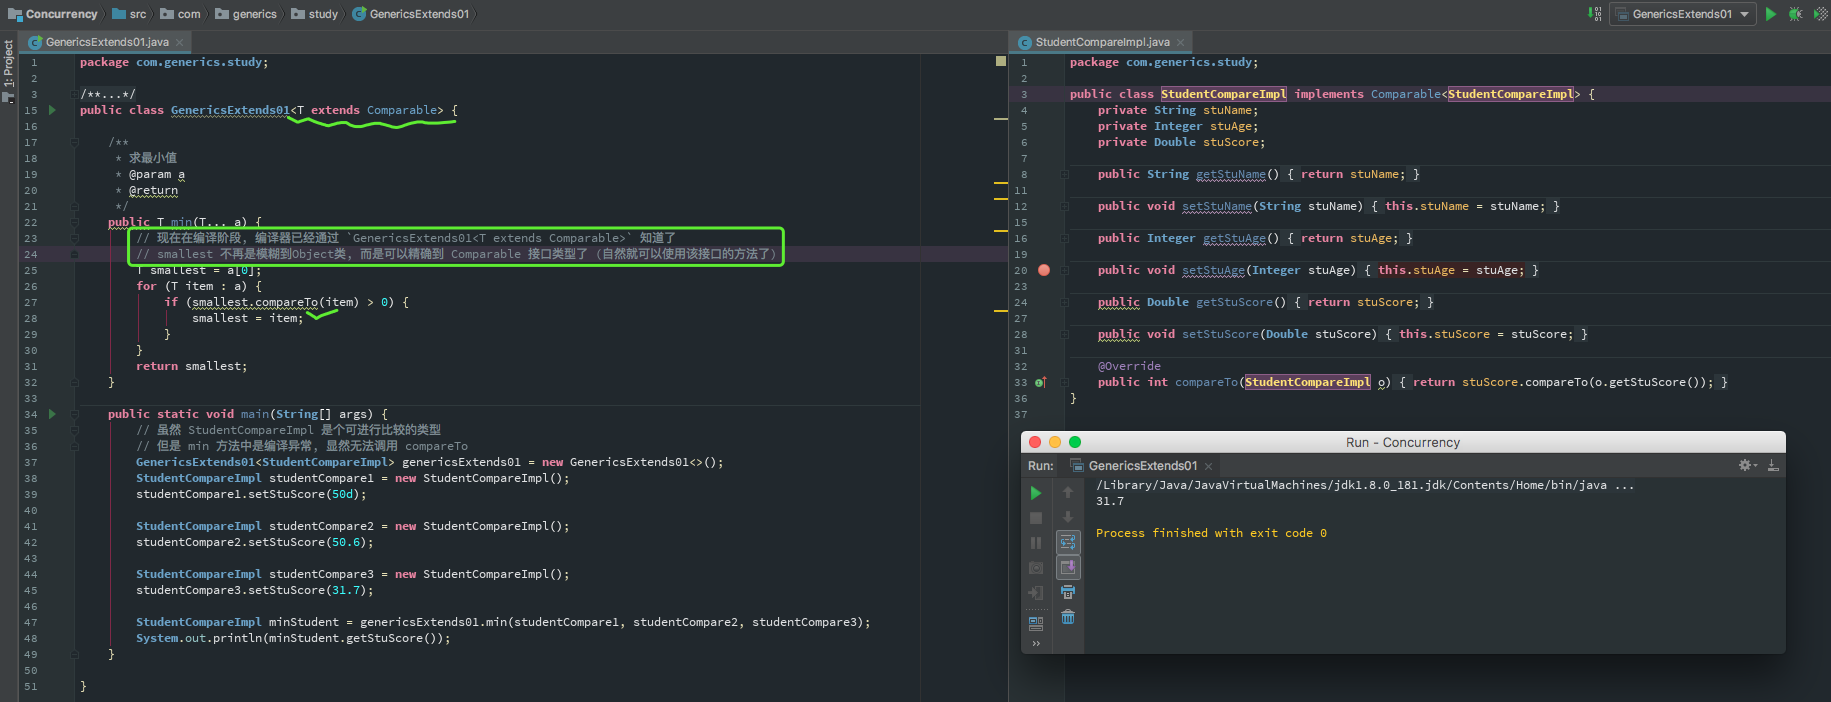 Concurrency src com generics study GenericsExtends01
GenericsExtends01
1: Project
GenericsExtends01.java
1 package com.generics.study;
2
3 /**...*/
15 public class GenericsExtends01<T extends Comparable> {
16
17 /**
18 * 求最小值
19 * @param a
20 * @return
21 */
22 public T min(T... a) {
23 // 现在在编译阶段, 编译器已经通过 `GenericsExtends01<T extends Comparable>` 知道了
24 // smallest 不再是模糊到Object类, 而是可以精确到 Comparable 接口类型了 (自然就可以使用该接口的方法了)
25 T smallest = a[0];
26 for (T item : a) {
27 if (smallest.compareTo(item) > 0) {
28 smallest = item;
29 }
30 }
31 return smallest;
32 }
33
34 public static void main(String[] args) {
35 // 虽然 StudentCompareImpl 是个可进行比较的类型
36 // 但是 min 方法中是编译异常, 显然无法调用 compareTo
37 GenericsExtends01<StudentCompareImpl> genericsExtends01 = new GenericsExtends01<>();
38 StudentCompareImpl studentCompare1 = new StudentCompareImpl();
39 studentCompare1.setStuScore(50d);
40
41 StudentCompareImpl studentCompare2 = new StudentCompareImpl();
42 studentCompare2.setStuScore(50.6);
43
44 StudentCompareImpl studentCompare3 = new StudentCompareImpl();
45 studentCompare3.setStuScore(31.7);
46
47 StudentCompareImpl minStudent = genericsExtends01.min(studentCompare1, studentCompare2, studentCompare3);
48 System.out.println(minStudent.getStuScore());
49 }
50
51 }
StudentCompareImpl.java
1 package com.generics.study;
2
3 public class StudentCompareImpl implements Comparable<StudentCompareImpl> {
4 private String stuName;
5 private Integer stuAge;
6 private Double stuScore;
7
8 public String getStuName() { return stuName; }
11
12 public void setStuName(String stuName) { this.stuName = stuName; }
15
16 public Integer getStuAge() { return stuAge; }
19
20 public void setStuAge(Integer stuAge) { this.stuAge = stuAge; }
23
24 public Double getStuScore() { return stuScore; }
27
28 public void setStuScore(Double stuScore) { this.stuScore = stuScore; }
31
32 @Override
33 public int compareTo(StudentCompareImpl o) { return stuScore.compareTo(o.getStuScore()); }
36 }
37
Run - Concurrency
Run: GenericsExtends01
/Library/Java/JavaVirtualMachines/jdk1.8.0_181.jdk/Contents/Home/bin/java ...
31.7
Process finished with exit code 0